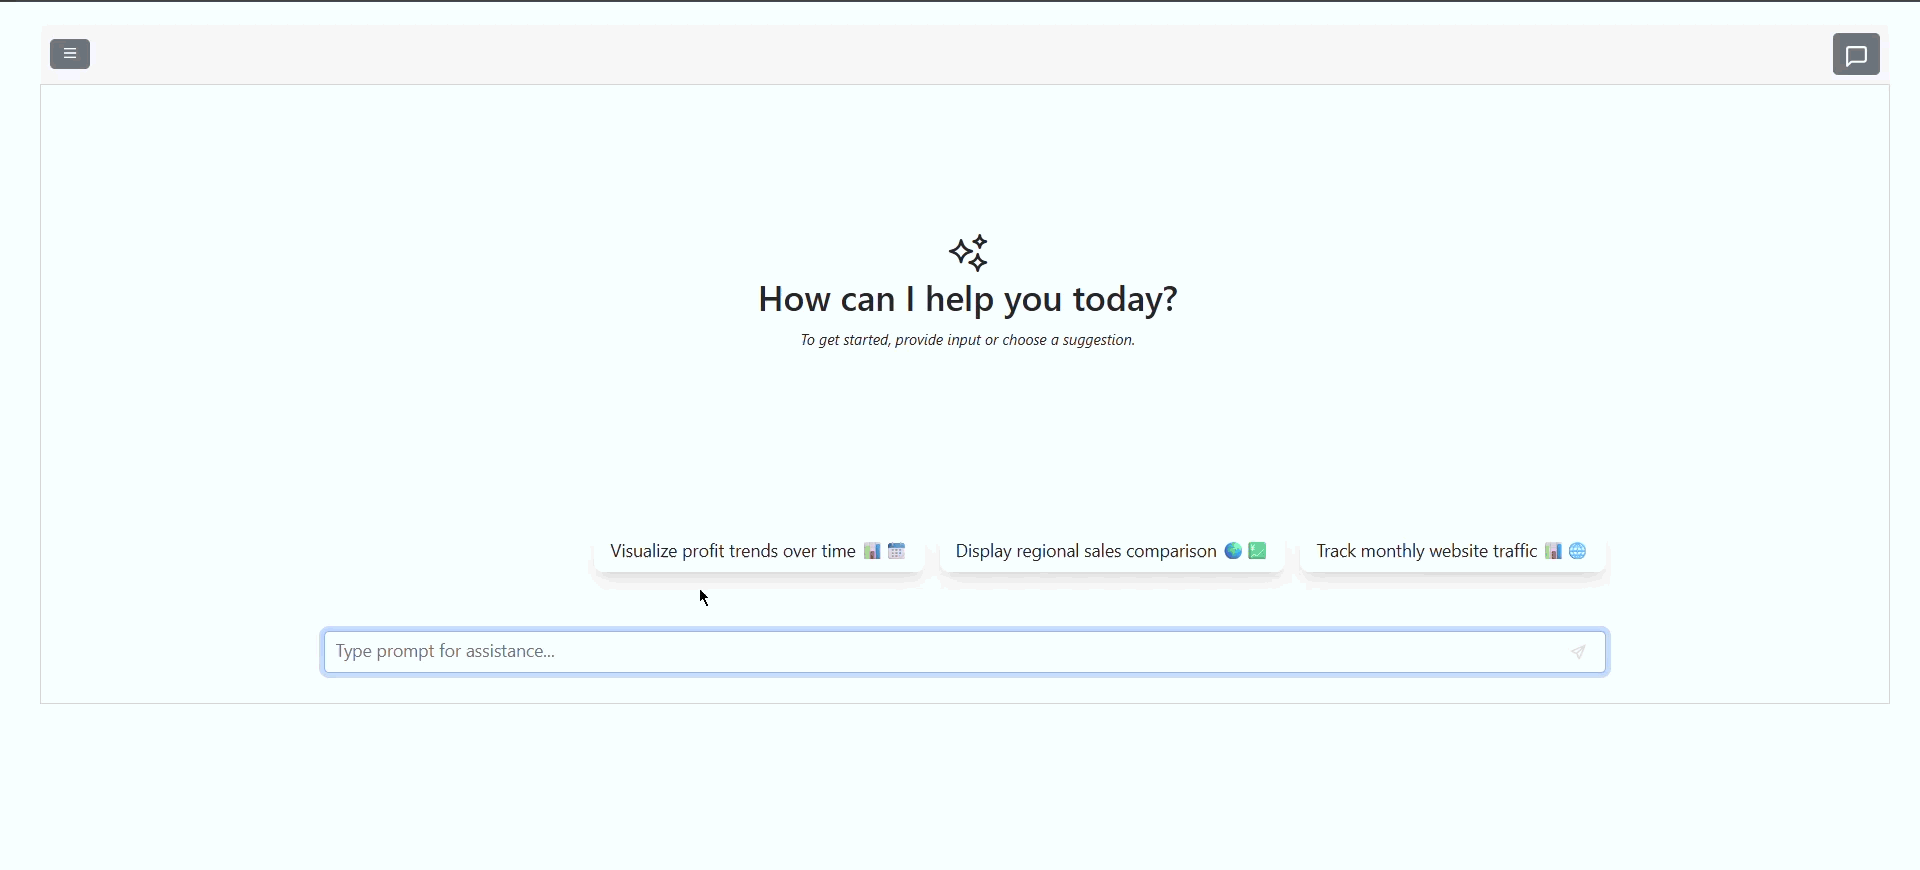 How can I help you today?
To get started, provide input or choose a suggestion.
Visualize profit trends over time 📊 📅 Display regional sales comparison 🌍 💹 Track monthly website traffic 📊 🌐
Type prompt for assistance...